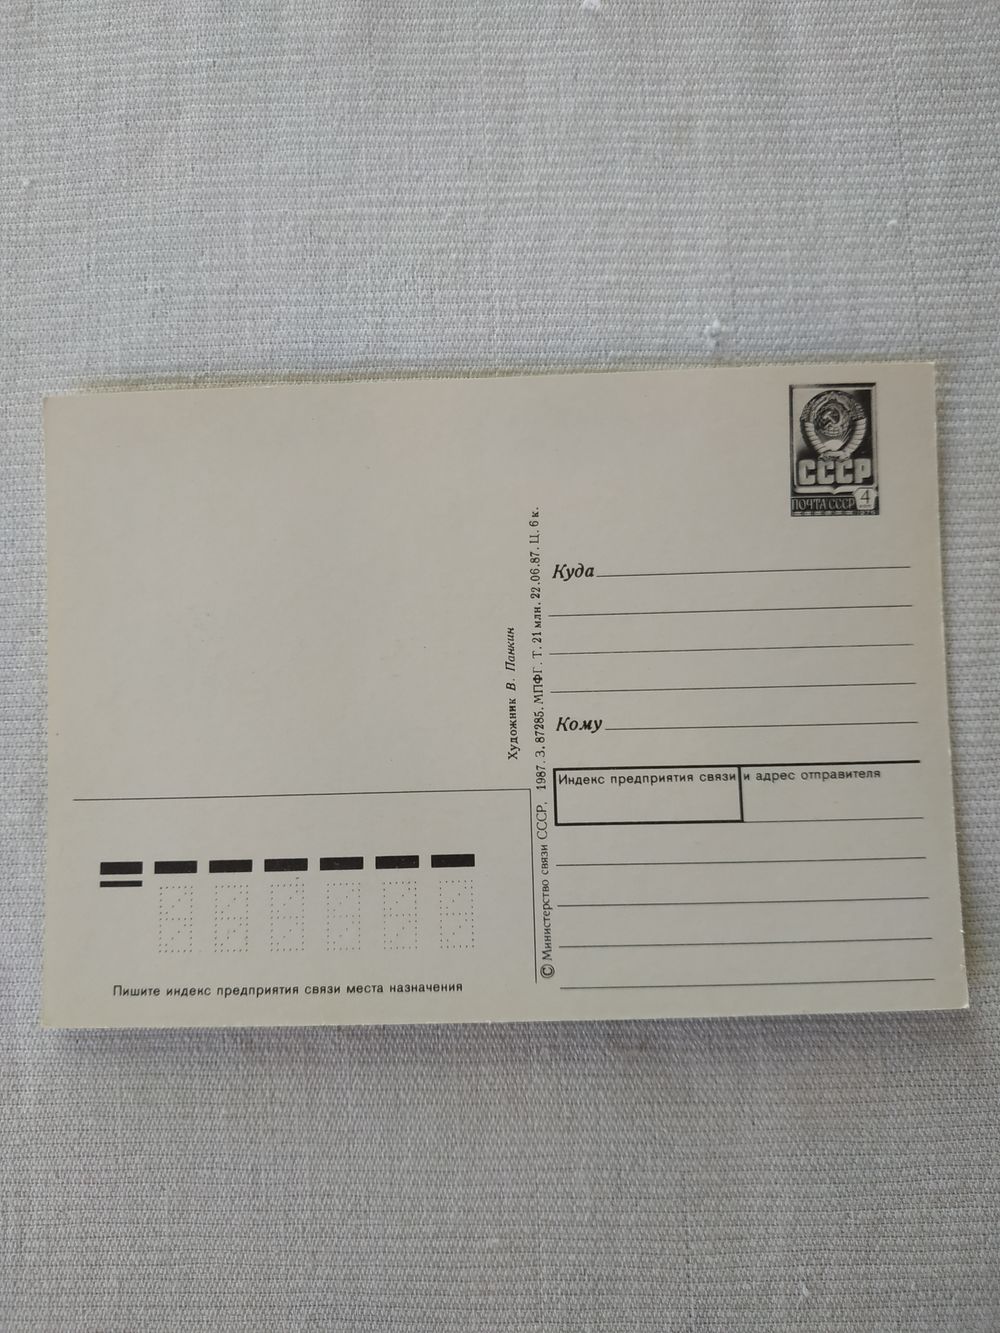 СССР
ПОЧТА СССР 4
Куда
Кому
Индекс предприятия связи и адрес отправителя
Художник В. Панкин
© Министерство связи СССР, 1987. З. 87285. МПФГ. Т. 21 млн. 22.06.87. Ц. 6 к.
Пишите индекс предприятия связи места назначения